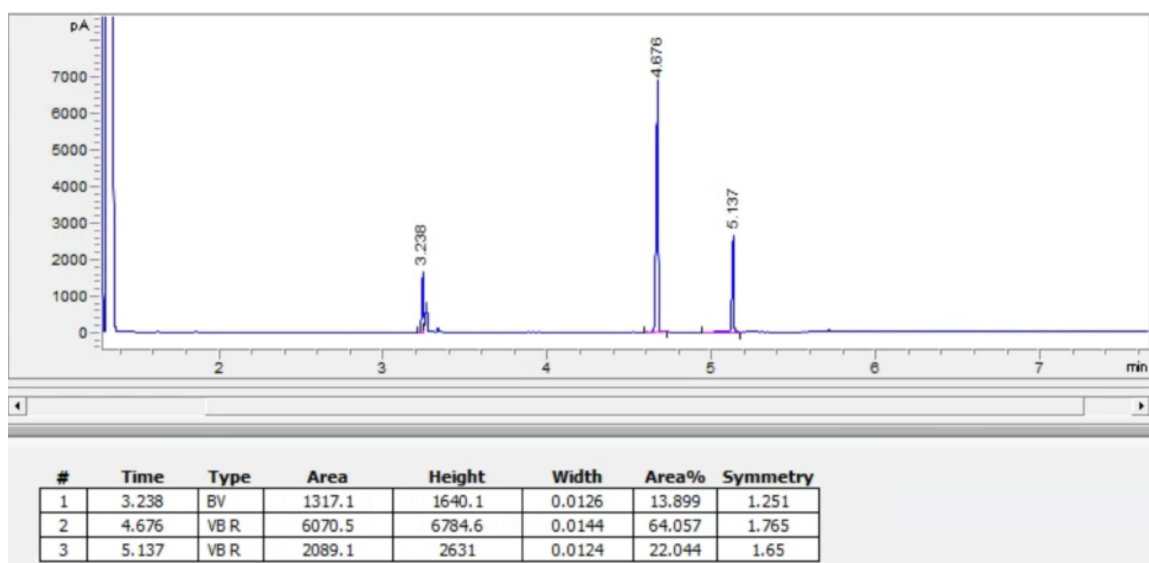 pA
7000
6000
5000
4000
3000
2000
1000
0
3.238
4.676
5.137
2 3 4 5 6 7 min
# Time Type Area Height Width Area% Symmetry
1 3.238 BV 1317.1 1640.1 0.0126 13.899 1.251
2 4.676 VB R 6070.5 6784.6 0.0144 64.057 1.765
3 5.137 VB R 2089.1 2631 0.0124 22.044 1.65